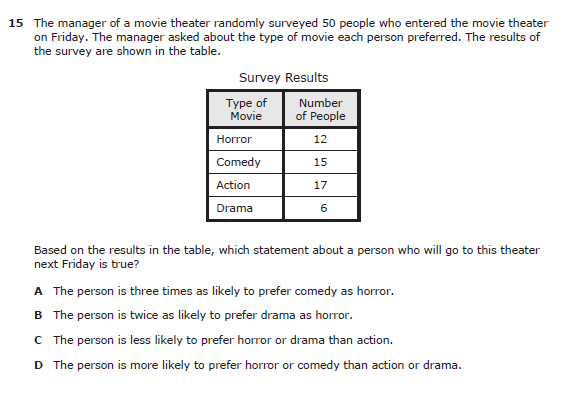 15 The manager of a movie theater randomly surveyed 50 people who entered the movie theater
on Friday. The manager asked about the type of movie each person preferred. The results of
the survey are shown in the table.
Survey Results
Type of Movie Number of People
Horror 12
Comedy 15
Action 17
Drama 6
Based on the results in the table, which statement about a person who will go to this theater
next Friday is true?
A The person is three times as likely to prefer comedy as horror.
B The person is twice as likely to prefer drama as horror.
C The person is less likely to prefer horror or drama than action.
D The person is more likely to prefer horror or comedy than action or drama.